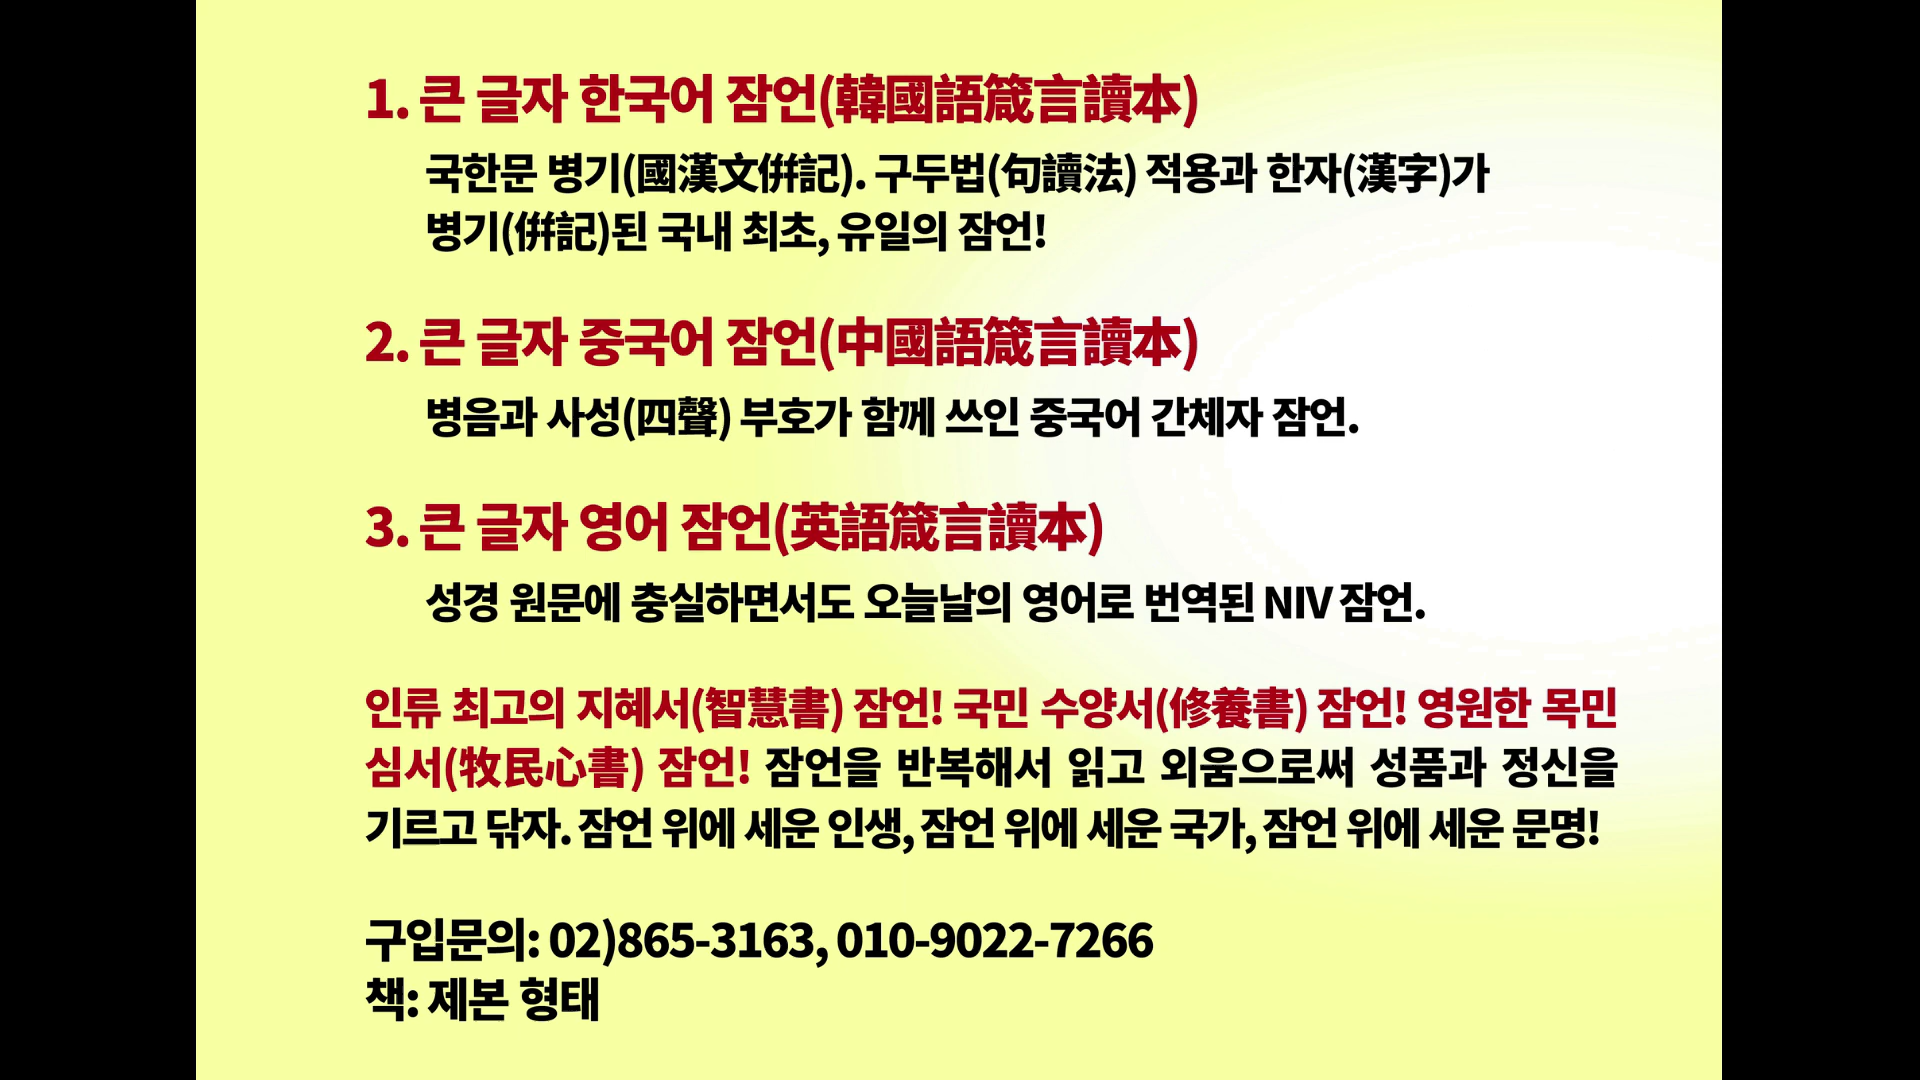 1. 큰 글자 한국어 잠언(韓國語箴言讀本)
국한문 병기(國漢文倂記). 구두법(句讀法) 적용과 한자(漢字)가
병기(倂記)된 국내 최초, 유일의 잠언!
2. 큰 글자 중국어 잠언(中國語箴言讀本)
병음과 사성(四聲) 부호가 함께 쓰인 중국어 간체자 잠언.
3. 큰 글자 영어 잠언(英語箴言讀本)
성경 원문에 충실하면서도 오늘날의 영어로 번역된 NIV 잠언.
인류 최고의 지혜서(智慧書) 잠언! 국민 수양서(修養書) 잠언! 영원한 목민
심서(牧民心書) 잠언! 잠언을 반복해서 읽고 외움으로써 성품과 정신을
기르고 닦자. 잠언 위에 세운 인생, 잠언 위에 세운 국가, 잠언 위에 세운 문명!
구입문의: 02)865-3163, 010-9022-7266
책: 제본 형태